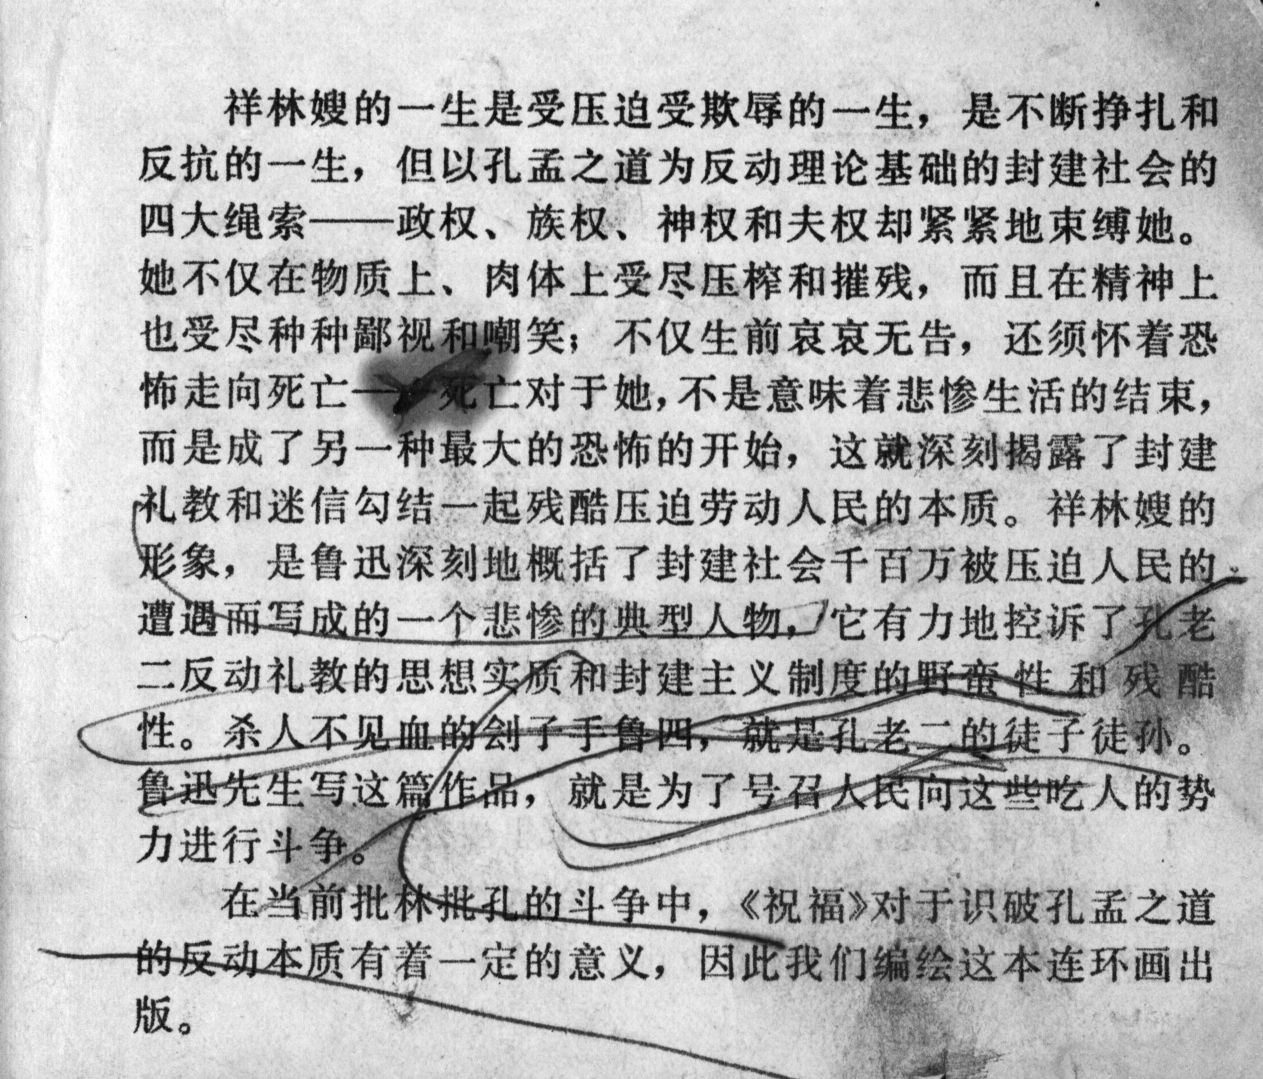 祥林嫂的一生是受压迫受欺辱的一生，是不断挣扎和
反抗的一生，但以孔孟之道为反动理论基础的封建社会的
四大绳索——政权、族权、神权和夫权却紧紧地束缚她。
她不仅在物质上、肉体上受尽压榨和摧残，而且在精神上
也受尽种种鄙视和嘲笑；不仅生前哀哀无告，还须怀着恐
怖走向死亡——死亡对于她，不是意味着悲惨生活的结束，
而是成了另一种最大的恐怖的开始，这就深刻揭露了封建
礼教和迷信勾结一起残酷压迫劳动人民的本质。祥林嫂的
形象，是鲁迅深刻地概括了封建社会千百万被压迫人民的
遭遇而写成的一个悲惨的典型人物，它有力地控诉了孔老
二反动礼教的思想实质和封建主义制度的野蛮性和残酷
性。杀人不见血的刽子手鲁四，就是孔老二的徒子徒孙。
鲁迅先生写这篇作品，就是为了号召人民向这些吃人的势
力进行斗争。
在当前批林批孔的斗争中，《祝福》对于识破孔孟之道
的反动本质有着一定的意义，因此我们编绘这本连环画出
版。